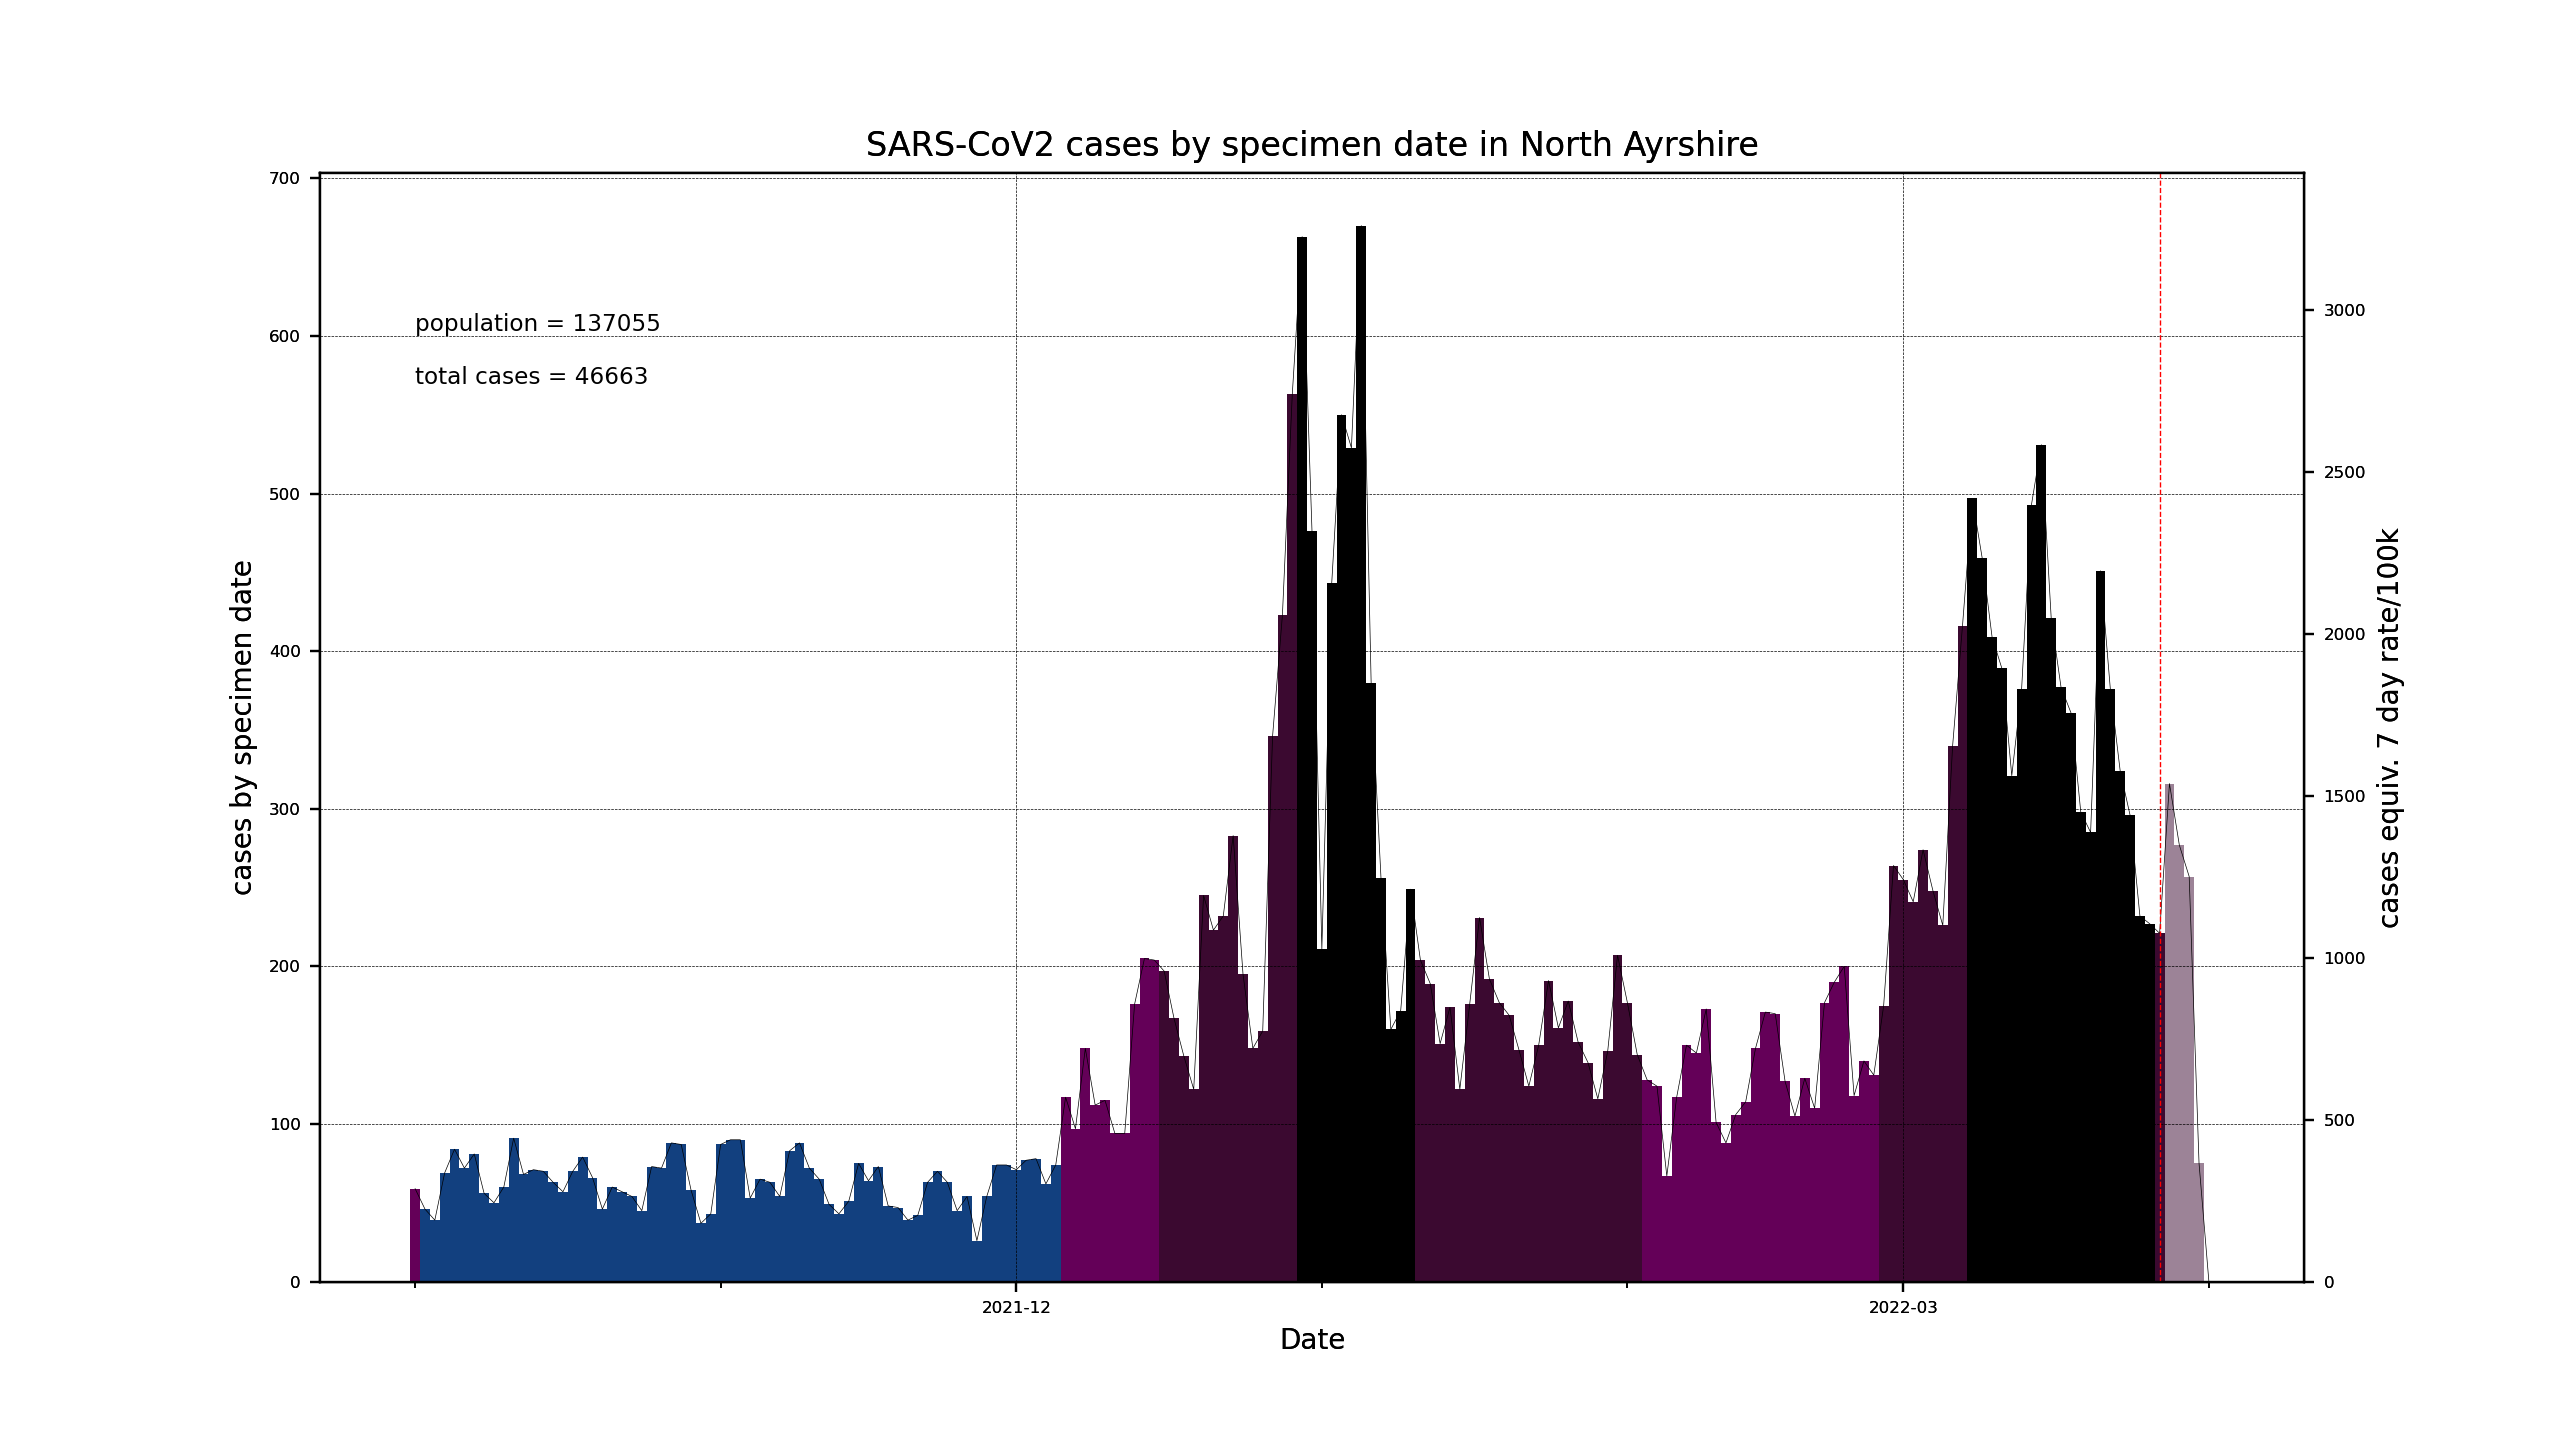 SARS-CoV2 cases by specimen date in North Ayrshire
700
600
500
400
300
200
100
0
cases by specimen date
population = 137055
total cases = 46663
3000
2500
2000
1500
1000
500
0
cases equiv. 7 day rate/100k
2021-12
2022-03
Date